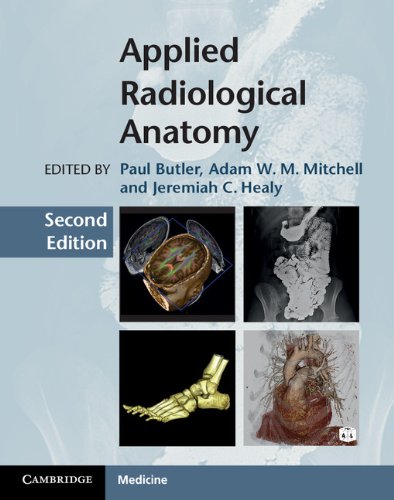 Applied
Radiological
Anatomy
EDITED BY Paul Butler, Adam W. M. Mitchell
and Jeremiah C. Healy
Second
Edition
CAMBRIDGE
Medicine